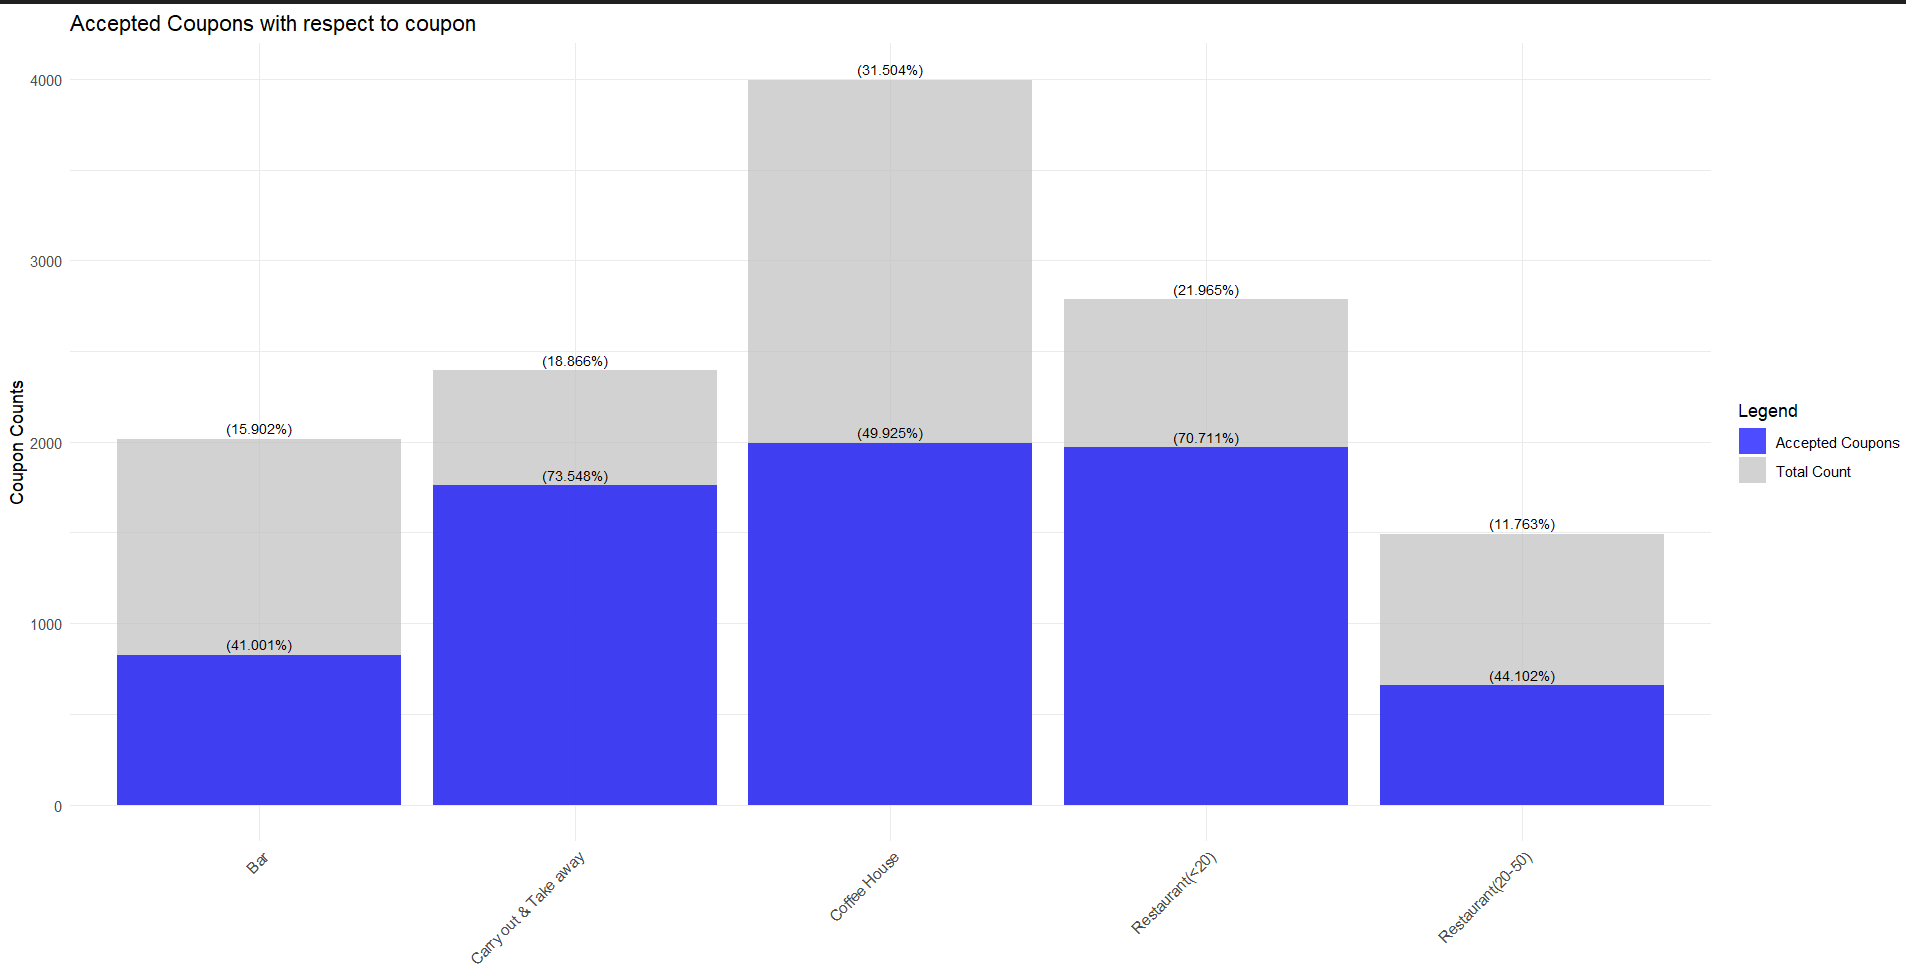 Accepted Coupons with respect to coupon
Coupon Counts
4000
3000
2000
1000
0
(15.902%)
(41.001%)
(18.866%)
(73.548%)
(31.504%)
(49.925%)
(21.965%)
(70.711%)
(11.763%)
(44.102%)
Bar
Carry out & Take away
Coffee House
Restaurant(<20)
Restaurant(20-50)
Legend
Accepted Coupons
Total Count